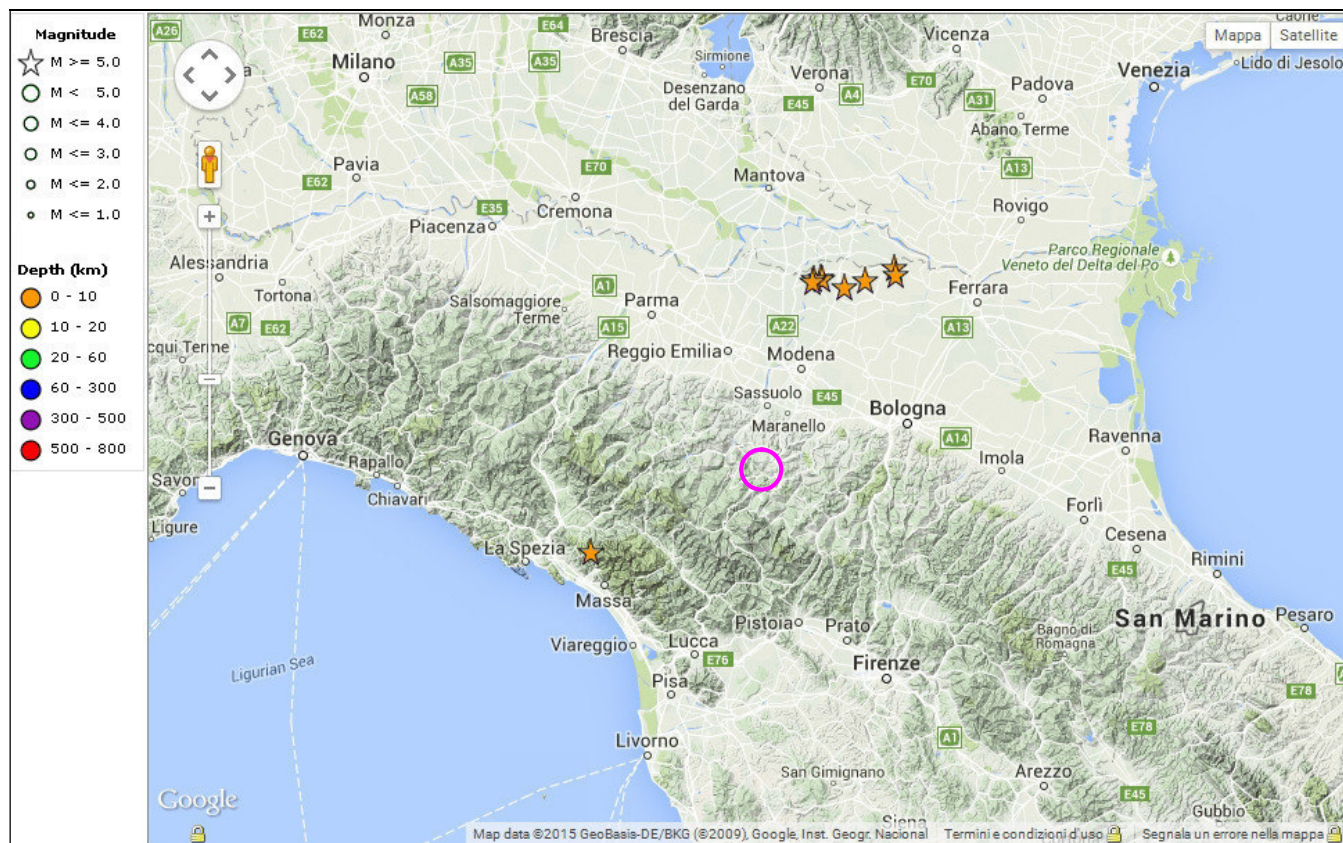 Magnitude
M >= 5.0
M < 5.0
M <= 4.0
M <= 3.0
M <= 2.0
M <= 1.0
Depth (km)
0 - 10
10 - 20
20 - 60
60 - 300
300 - 500
500 - 800
Mappa
Satellite
A26
E62
Monza
E64
Brescia
Vicenza
Milano
A35
A35
Sirmione
Verona
E70
Venezia
Lido di Jesolo
Desenzano
del Garda
E45
A4
Padova
A58
A31
Abano Terme
Pavia
E70
A13
E62
Mantova
Rovigo
Cremona
E35
Piacenza
Parco Regionale
Veneto del Delta del Po
Alessandria
Tortona
Salsomaggiore
Terme
A1
Parma
Ferrara
A7
E62
A15
A22
A13
cqui Terme
Reggio Emilia
Modena
Sassuolo
E45
Bologna
Maranello
A14
Ravenna
Genova
Imola
Rapallo
Savor
Chiavari
Forlì
Ligure
Cesena
La Spezia
E45
Rimini
Massa
San Marino
Pesaro
Pistoia
Prato
Bagno di
Romagna
Viareggio
Lucca
E76
Firenze
Ligurian Sea
Pisa
E78
E78
Livorno
A1
San Gimignano
Arezzo
E45
Gubbio
Siena
Google
Map data ©2015 GeoBasis-DE/BKG (©2009), Google, Inst. Geogr. Nacional
Termini e condizioni d'uso
Segnala un errore nella mappa